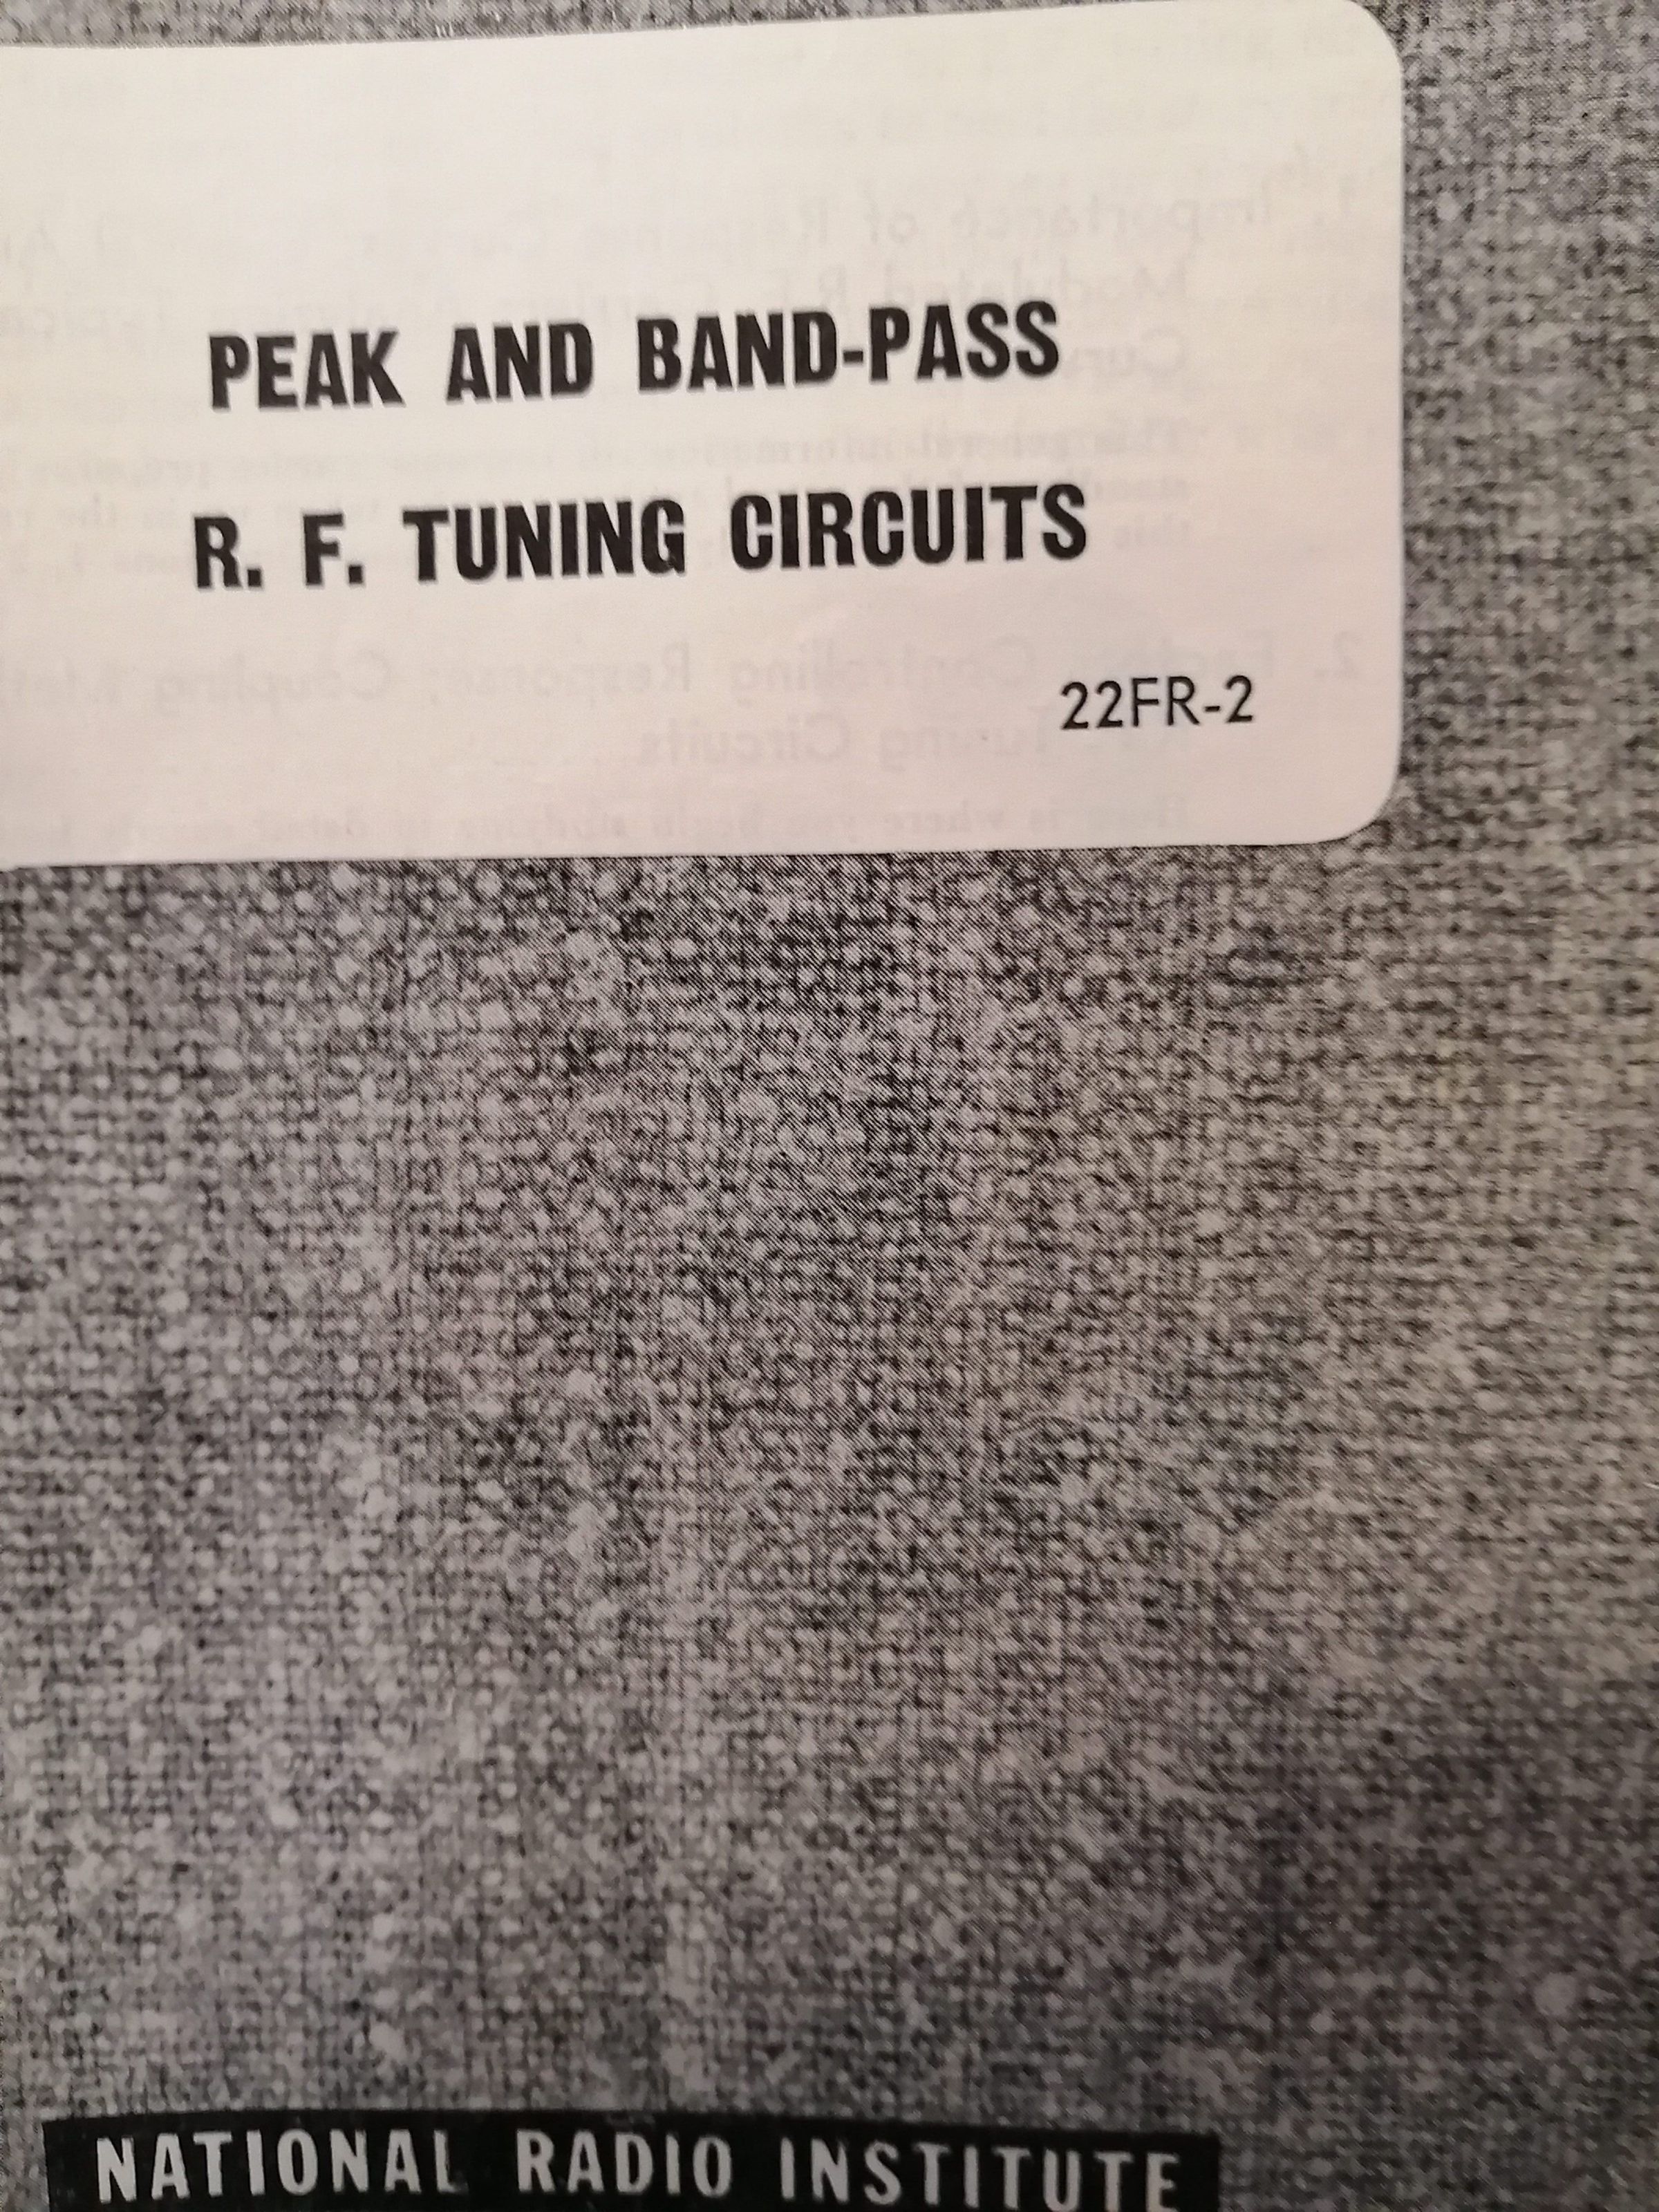 PEAK AND BAND-PASS
R. F. TUNING CIRCUITS
22FR-2
NATIONAL RADIO INSTITUTE